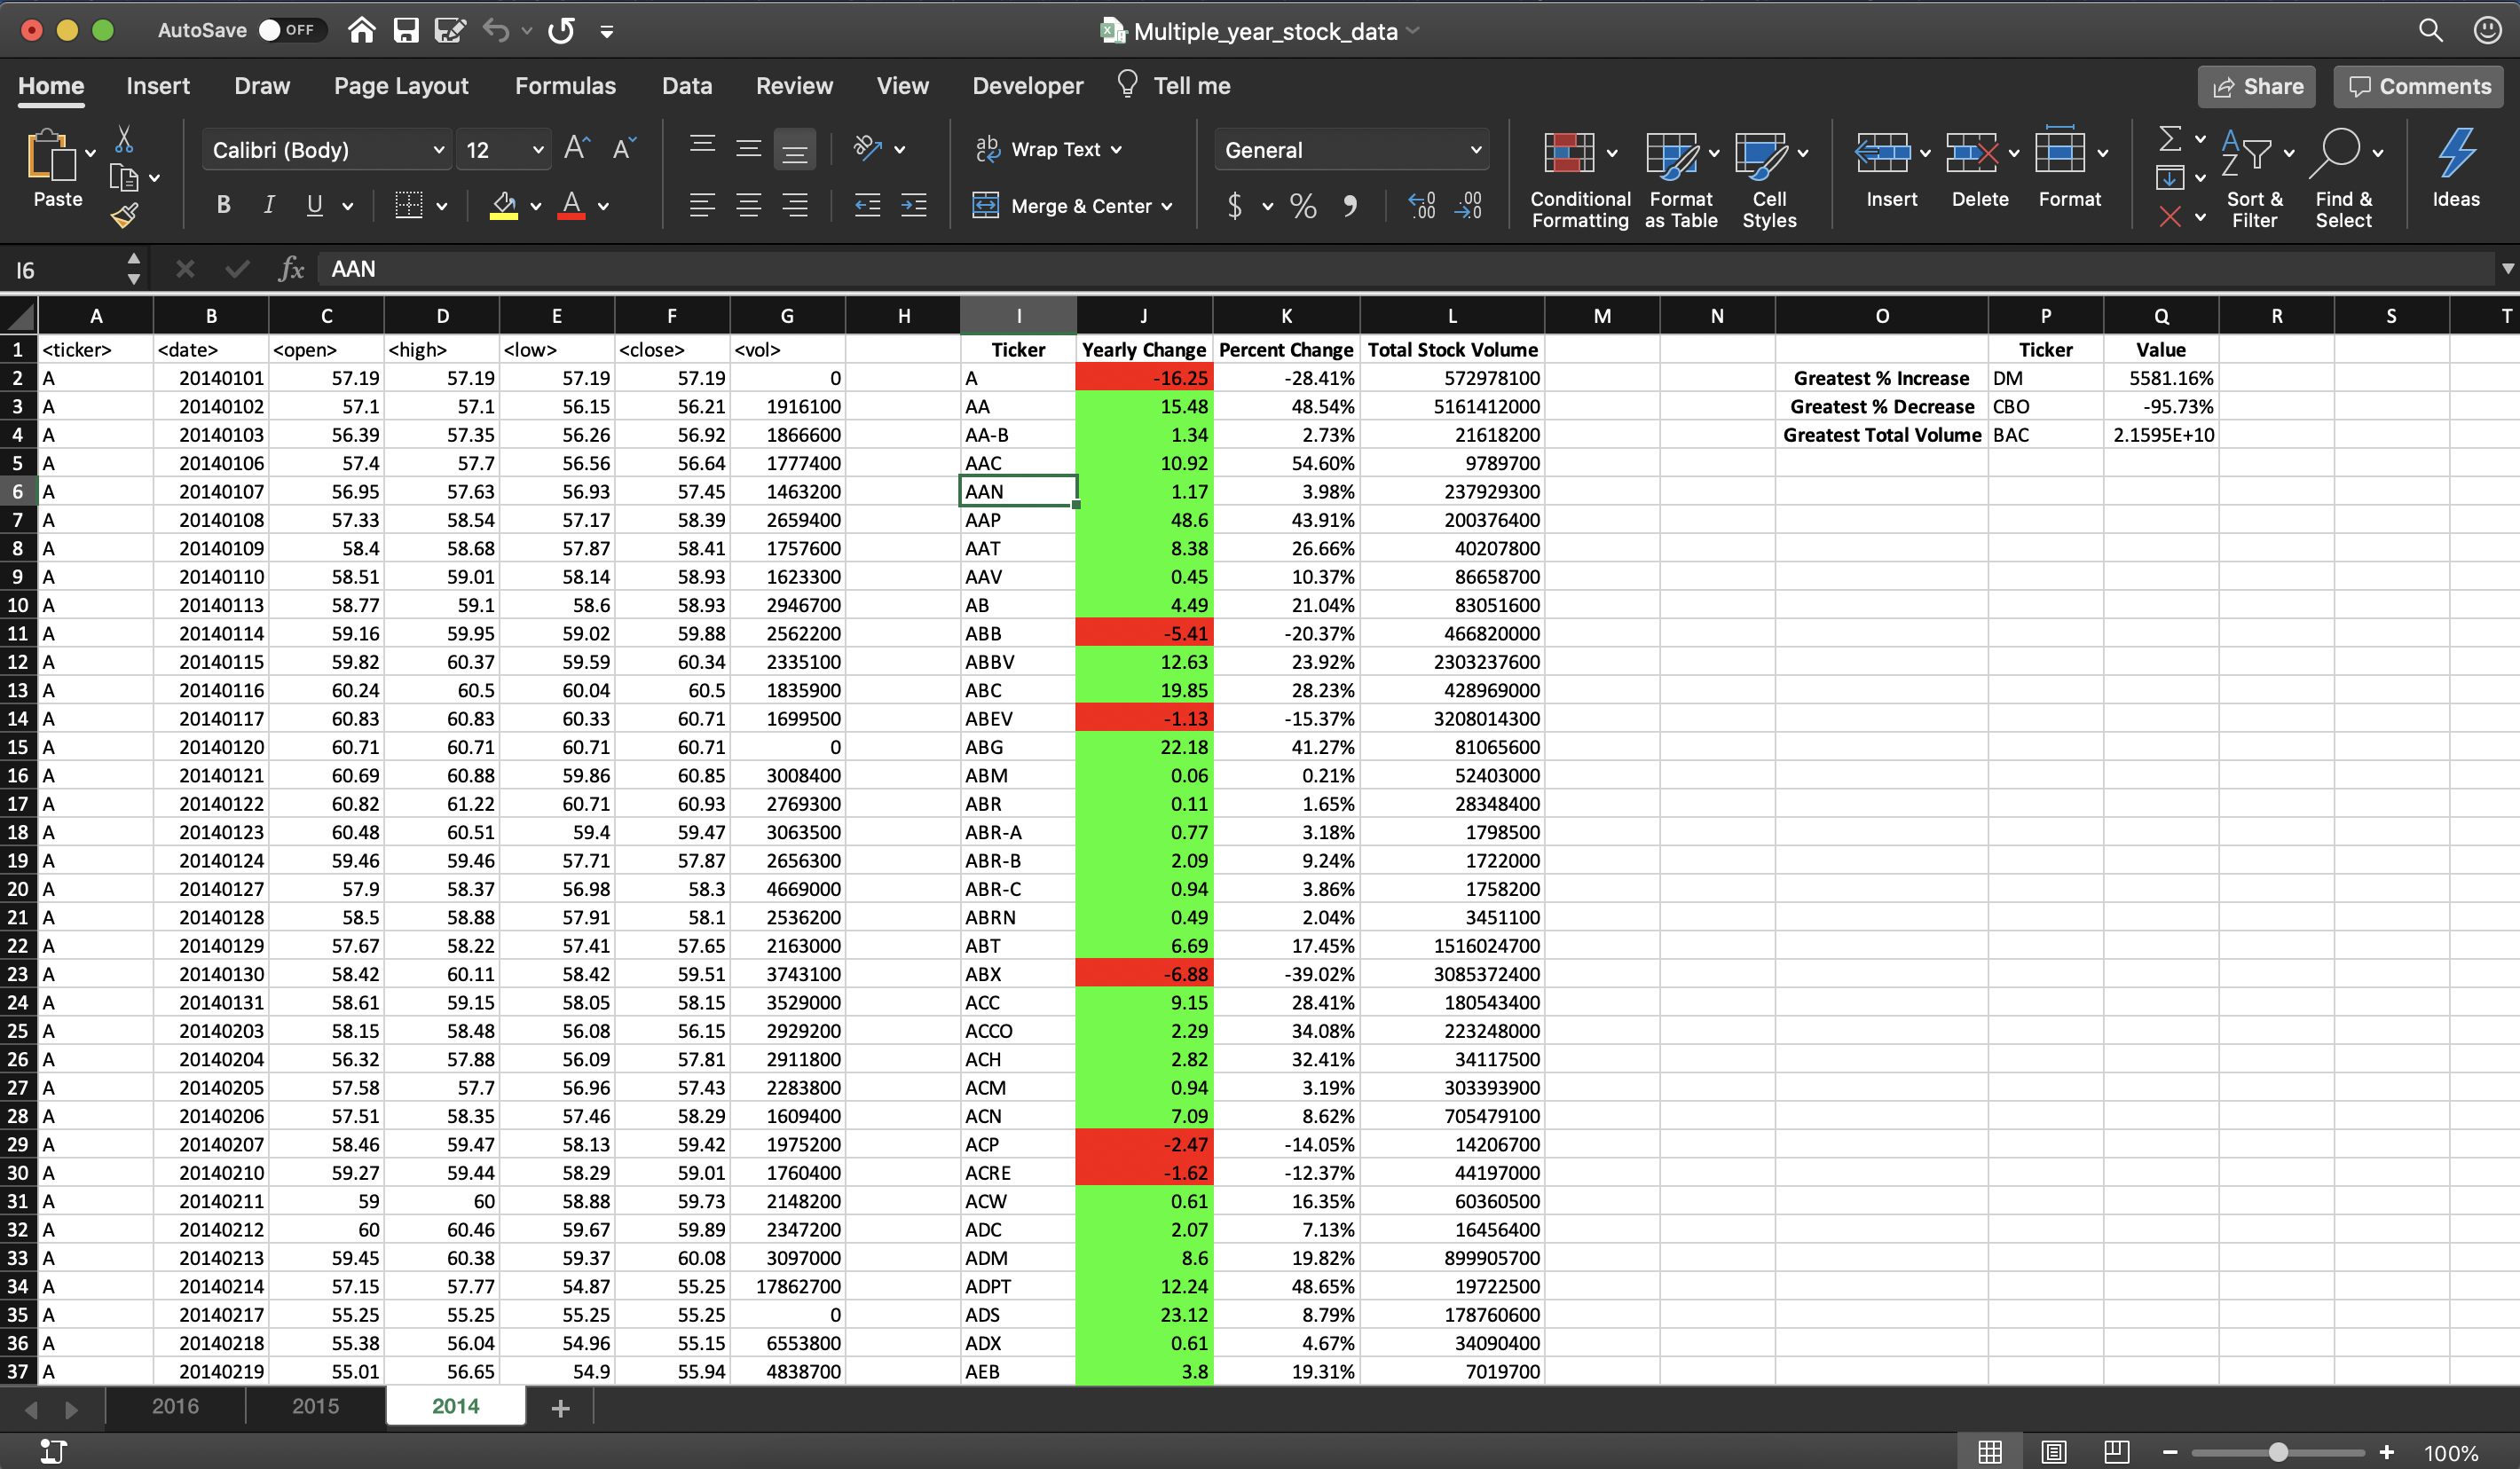 AutoSave OFF Multiple_year_stock_data
Home Insert Draw Page Layout Formulas Data Review View Developer Tell me Share Comments
Paste Calibri (Body) 12 A^ A˅ ab c Wrap Text General
B I U A Merge & Center $ % , .00 .00 Conditional Formatting Format as Table Cell Styles Insert Delete Format Sort & Filter Find & Select Ideas
I6 fx AAN
A B C D E F G H I J K L M N O P Q R S T
1 <ticker> <date> <open> <high> <low> <close> <vol> Ticker Yearly Change Percent Change Total Stock Volume Ticker Value
2 A 20140101 57.19 57.19 57.19 57.19 0 A -16.25 -28.41% 572978100 Greatest % Increase DM 5581.16%
3 A 20140102 57.1 57.1 56.15 56.21 1916100 AA 15.48 48.54% 5161412000 Greatest % Decrease CBO -95.73%
4 A 20140103 56.39 57.35 56.26 56.92 1866600 AA-B 1.34 2.73% 21618200 Greatest Total Volume BAC 2.1595E+10
5 A 20140106 57.4 57.7 56.56 56.64 1777400 AAC 10.92 54.60% 9789700
6 A 20140107 56.95 57.63 56.93 57.45 1463200 AAN 1.17 3.98% 237929300
7 A 20140108 57.33 58.54 57.17 58.39 2659400 AAP 48.6 43.91% 200376400
8 A 20140109 58.4 58.68 57.87 58.41 1757600 AAT 8.38 26.66% 40207800
9 A 20140110 58.51 59.01 58.14 58.93 1623300 AAV 0.45 10.37% 86658700
10 A 20140113 58.77 59.1 58.6 58.93 2946700 AB 4.49 21.04% 83051600
11 A 20140114 59.16 59.95 59.02 59.88 2562200 ABB -5.41 -20.37% 466820000
12 A 20140115 59.82 60.37 59.59 60.34 2335100 ABBV 12.63 23.92% 2303237600
13 A 20140116 60.24 60.5 60.04 60.5 1835900 ABC 19.85 28.23% 428969000
14 A 20140117 60.83 60.83 60.33 60.71 1699500 ABEV -1.13 -15.37% 3208014300
15 A 20140120 60.71 60.71 60.71 60.71 0 ABG 22.18 41.27% 81065600
16 A 20140121 60.69 60.88 59.86 60.85 3008400 ABM 0.06 0.21% 52403000
17 A 20140122 60.82 61.22 60.71 60.93 2769300 ABR 0.11 1.65% 28348400
18 A 20140123 60.48 60.51 59.4 59.47 3063500 ABR-A 0.77 3.18% 1798500
19 A 20140124 59.46 59.46 57.71 57.87 2656300 ABR-B 2.09 9.24% 1722000
20 A 20140127 57.9 58.37 56.98 58.3 4669000 ABR-C 0.94 3.86% 1758200
21 A 20140128 58.5 58.88 57.91 58.1 2536200 ABRN 0.49 2.04% 3451100
22 A 20140129 57.67 58.22 57.41 57.65 2163000 ABT 6.69 17.45% 1516024700
23 A 20140130 58.42 60.11 58.42 59.51 3743100 ABX -6.88 -39.02% 3085372400
24 A 20140131 58.61 59.15 58.05 58.15 3529000 ACC 9.15 28.41% 180543400
25 A 20140203 58.15 58.48 56.08 56.15 2929200 ACCO 2.29 34.08% 223248000
26 A 20140204 56.32 57.88 56.09 57.81 2911800 ACH 2.82 32.41% 34117500
27 A 20140205 57.58 57.7 56.96 57.43 2283800 ACM 0.94 3.19% 303393900
28 A 20140206 57.51 58.35 57.46 58.29 1609400 ACN 7.09 8.62% 705479100
29 A 20140207 58.46 59.47 58.13 59.42 1975200 ACP -2.47 -14.05% 14206700
30 A 20140210 59.27 59.44 58.29 59.01 1760400 ACRE -1.62 -12.37% 44197000
31 A 20140211 59 60 58.88 59.73 2148200 ACW 0.61 16.35% 60360500
32 A 20140212 60 60.46 59.67 59.89 2347200 ADC 2.07 7.13% 16456400
33 A 20140213 59.45 60.38 59.37 60.08 3097000 ADM 8.6 19.82% 899905700
34 A 20140214 57.15 57.77 54.87 55.25 17862700 ADPT 12.24 48.65% 19722500
35 A 20140217 55.25 55.25 55.25 55.25 0 ADS 23.12 8.79% 178760600
36 A 20140218 55.38 56.04 54.96 55.15 6553800 ADX 0.61 4.67% 34090400
37 A 20140219 55.01 56.65 54.9 55.94 4838700 AEB 3.8 19.31% 7019700
2016 2015 2014 +
100%